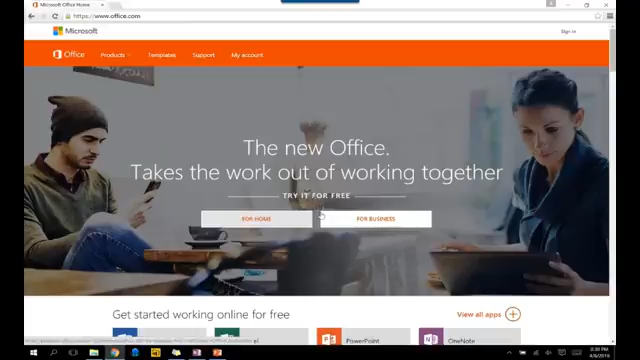 Microsoft Office Home
https://www.office.com
Microsoft
Sign in
Office
Products
Templates
Support
My account
The new Office.
Takes the work out of working together
TRY IT FOR FREE
FOR HOME
FOR BUSINESS
Get started working online for free
View all apps
PowerPoint
OneNote